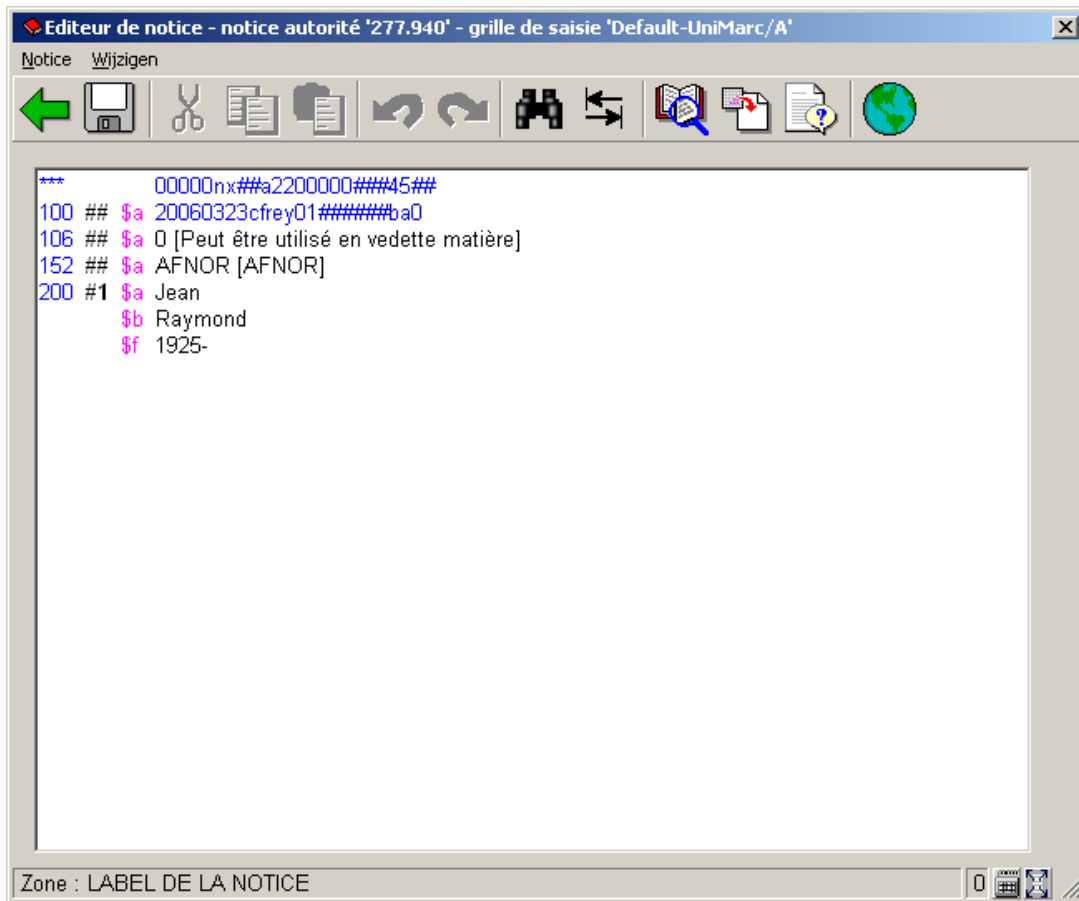 Editeur de notice - notice autorité '277.940' - grille de saisie 'Default-UniMarc/A'
Notice Wijzigen
*** 00000nx##a2200000###45##
100 ## $a 20060323cfrey01######ba0
106 ## $a 0 [Peut être utilisé en vedette matière]
152 ## $a AFNOR [AFNOR]
200 #1 $a Jean
$b Raymond
$f 1925-
Zone : LABEL DE LA NOTICE 0